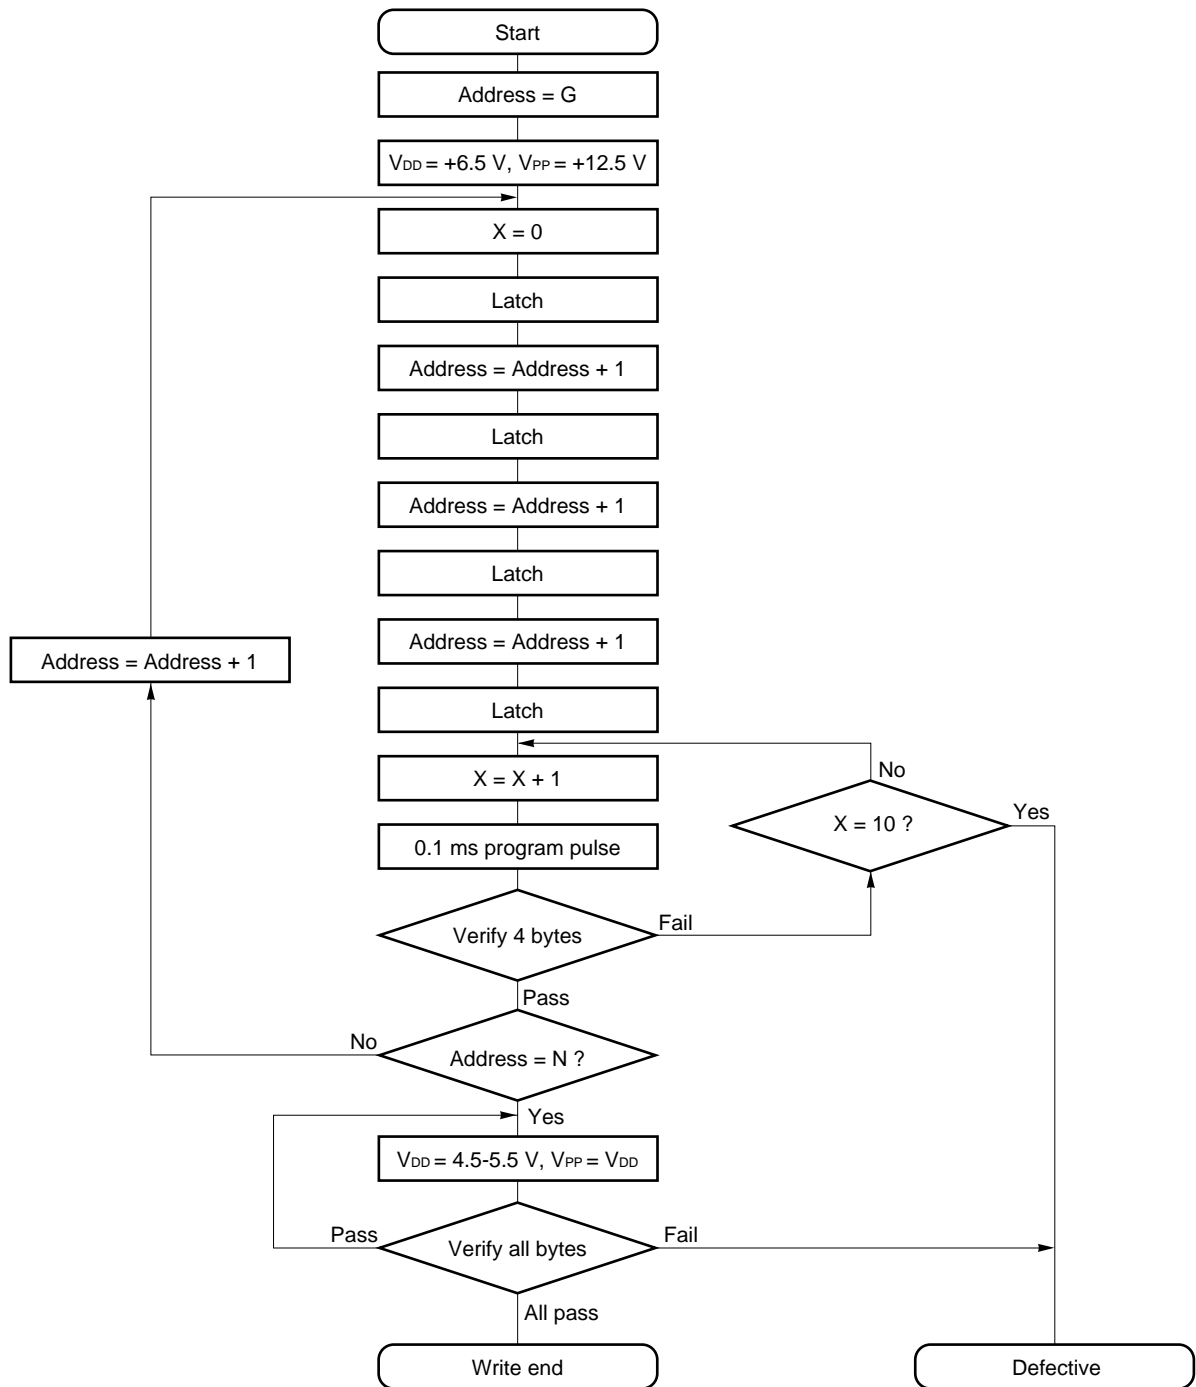 Start
Address = G
VDD = +6.5 V, VPP = +12.5 V
X = 0
Latch
Address = Address + 1
Latch
Address = Address + 1
Latch
Address = Address + 1
Address = Address + 1
Latch
No
X = X + 1
X = 10 ?
Yes
0.1 ms program pulse
Verify 4 bytes
Fail
Pass
No
Address = N ?
Yes
VDD = 4.5-5.5 V, VPP = VDD
Pass
Verify all bytes
Fail
All pass
Write end
Defective